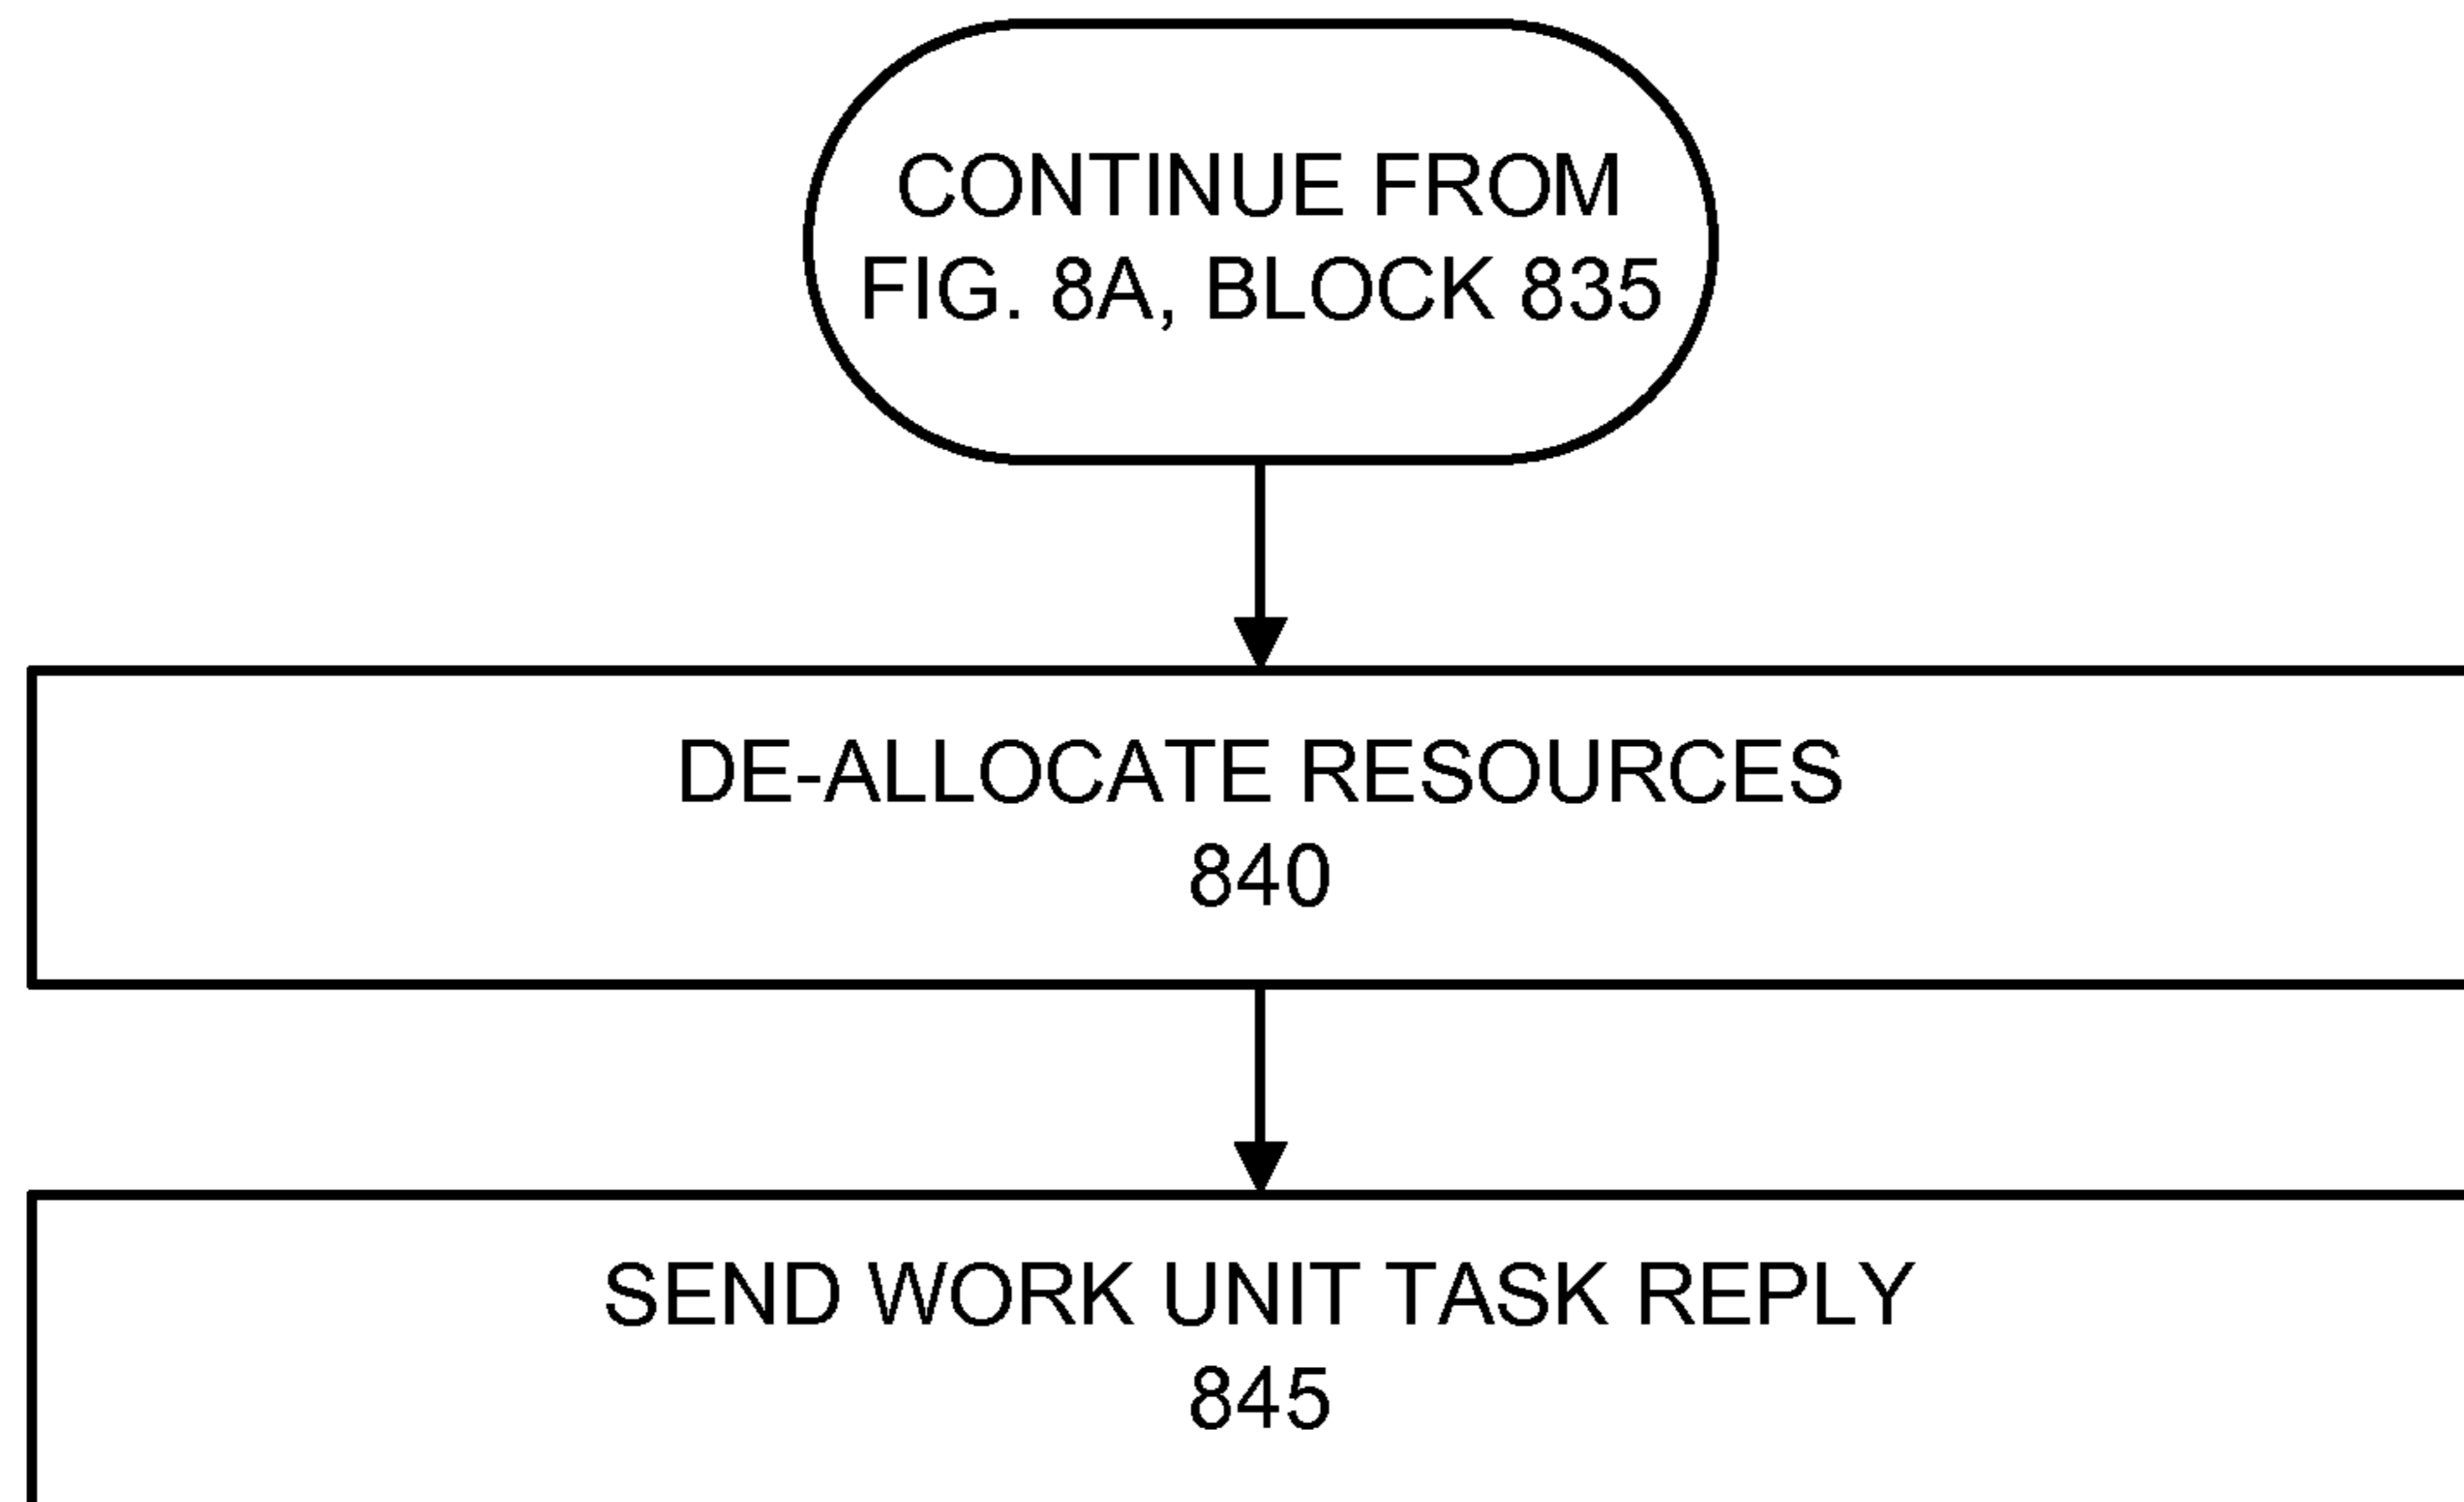 CONTINUE FROM
FIG. 8A, BLOCK 835
DE-ALLOCATE RESOURCES
840
SEND WORK UNIT TASK REPLY
845